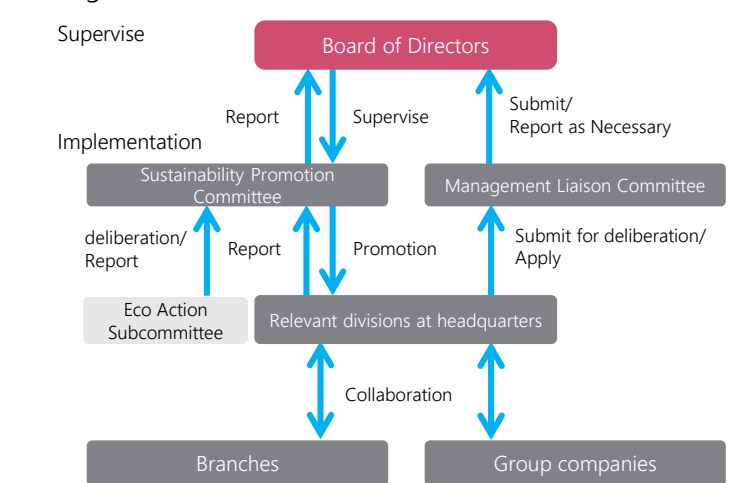 Supervise
Board of Directors
Report
Supervise
Submit/
Report as Necessary
Implementation
Sustainability Promotion
Committee
Management Liaison Committee
deliberation/
Report
Report
Promotion
Submit for deliberation/
Apply
Eco Action
Subcommittee
Relevant divisions at headquarters
Collaboration
Branches
Group companies